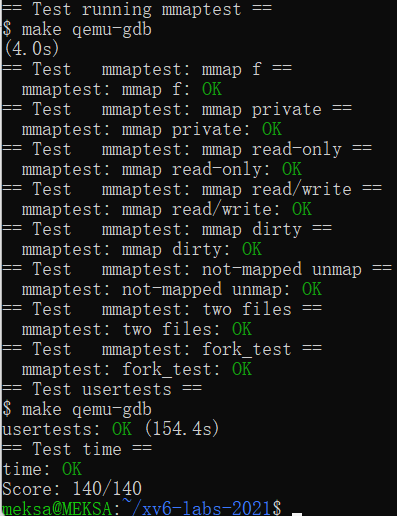 == Test running mmaptest ==
$ make qemu-gdb
(4.0s)
== Test   mmaptest: mmap f ==
  mmaptest: mmap f: OK
== Test   mmaptest: mmap private ==
  mmaptest: mmap private: OK
== Test   mmaptest: mmap read-only ==
  mmaptest: mmap read-only: OK
== Test   mmaptest: mmap read/write ==
  mmaptest: mmap read/write: OK
== Test   mmaptest: mmap dirty ==
  mmaptest: mmap dirty: OK
== Test   mmaptest: not-mapped unmap ==
  mmaptest: not-mapped unmap: OK
== Test   mmaptest: two files ==
  mmaptest: two files: OK
== Test   mmaptest: fork_test ==
  mmaptest: fork_test: OK
== Test usertests ==
$ make qemu-gdb
usertests: OK (154.4s)
== Test time ==
time: OK
Score: 140/140
meksa@MEKSA:~/xv6-labs-2021$